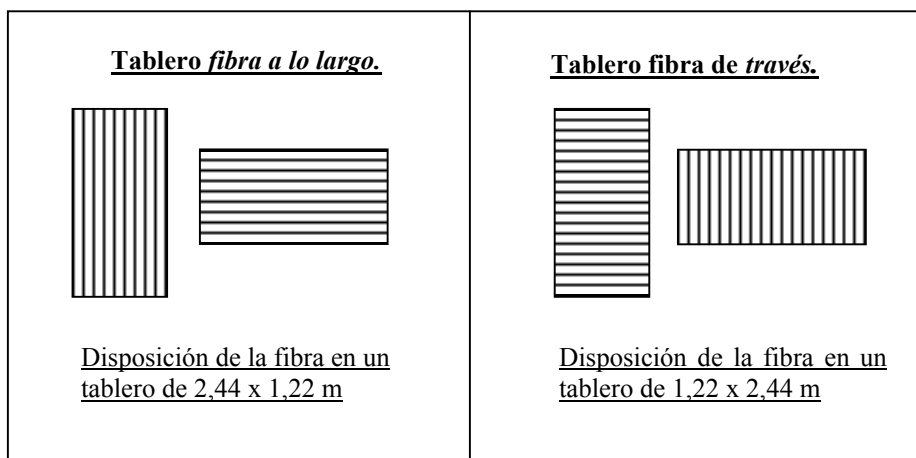 Tablero fibra a lo largo.
Disposición de la fibra en un
tablero de 2,44 x 1,22 m
Tablero fibra de través.
Disposición de la fibra en un
tablero de 1,22 x 2,44 m